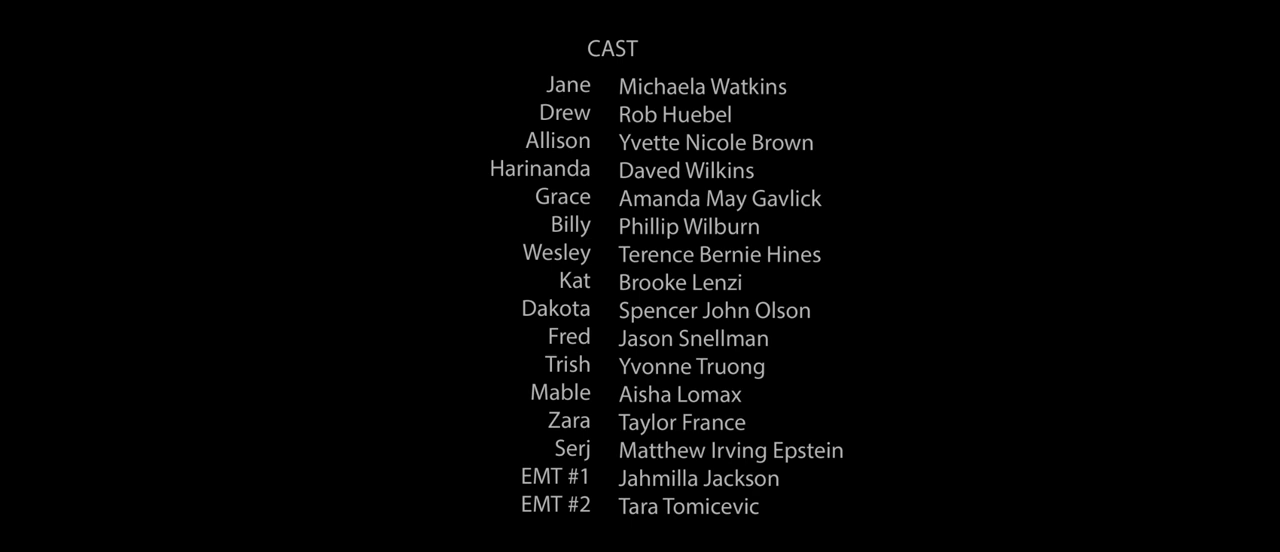 CAST
Jane Michaela Watkins
Drew Rob Huebel
Allison Yvette Nicole Brown
Harinanda Daved Wilkins
Grace Amanda May Gavlick
Billy Phillip Wilburn
Wesley Terence Bernie Hines
Kat Brooke Lenzi
Dakota Spencer John Olson
Fred Jason Snellman
Trish Yvonne Truong
Mable Aisha Lomax
Zara Taylor France
Serj Matthew Irving Epstein
EMT #1 Jahmilla Jackson
EMT #2 Tara Tomicevic